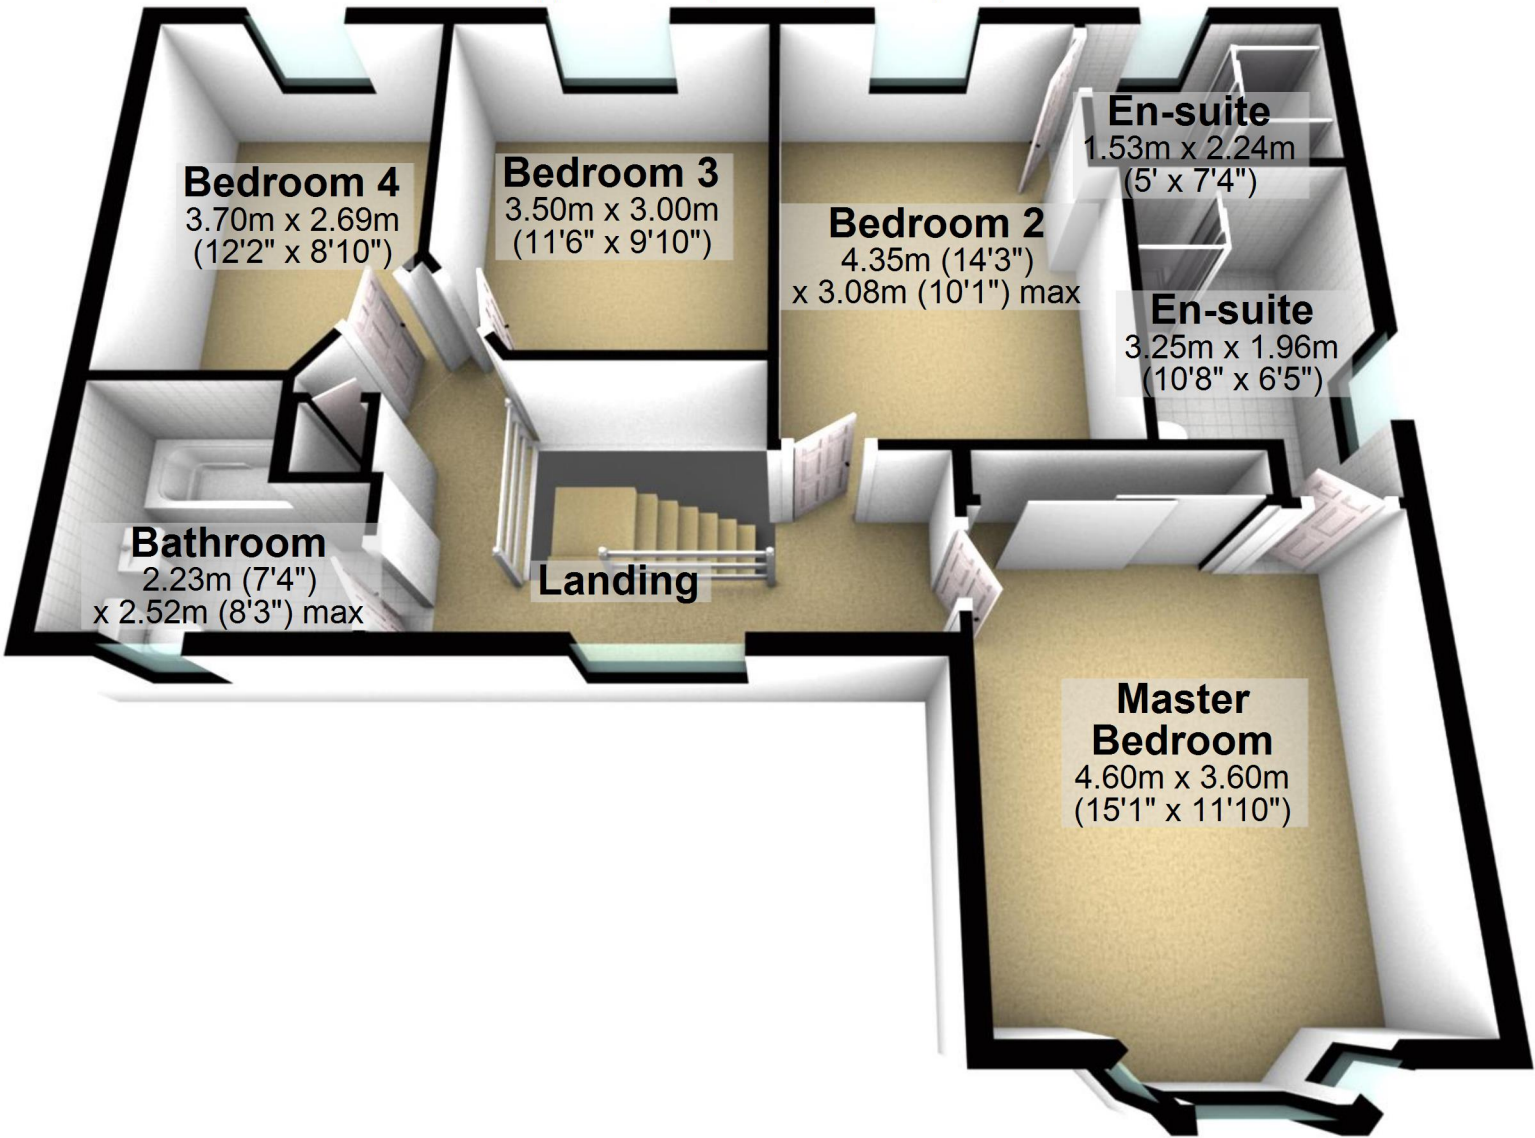 Bedroom 4
3.70m x 2.69m
(12'2" x 8'10")
Bedroom 3
3.50m x 3.00m
(11'6" x 9'10")
Bedroom 2
4.35m (14'3")
x 3.08m (10'1") max
En-suite
1.53m x 2.24m
(5' x 7'4")
En-suite
3.25m x 1.96m
(10'8" x 6'5")
Bathroom
2.23m (7'4")
x 2.52m (8'3") max
Landing
Master
Bedroom
4.60m x 3.60m
(15'1" x 11'10")